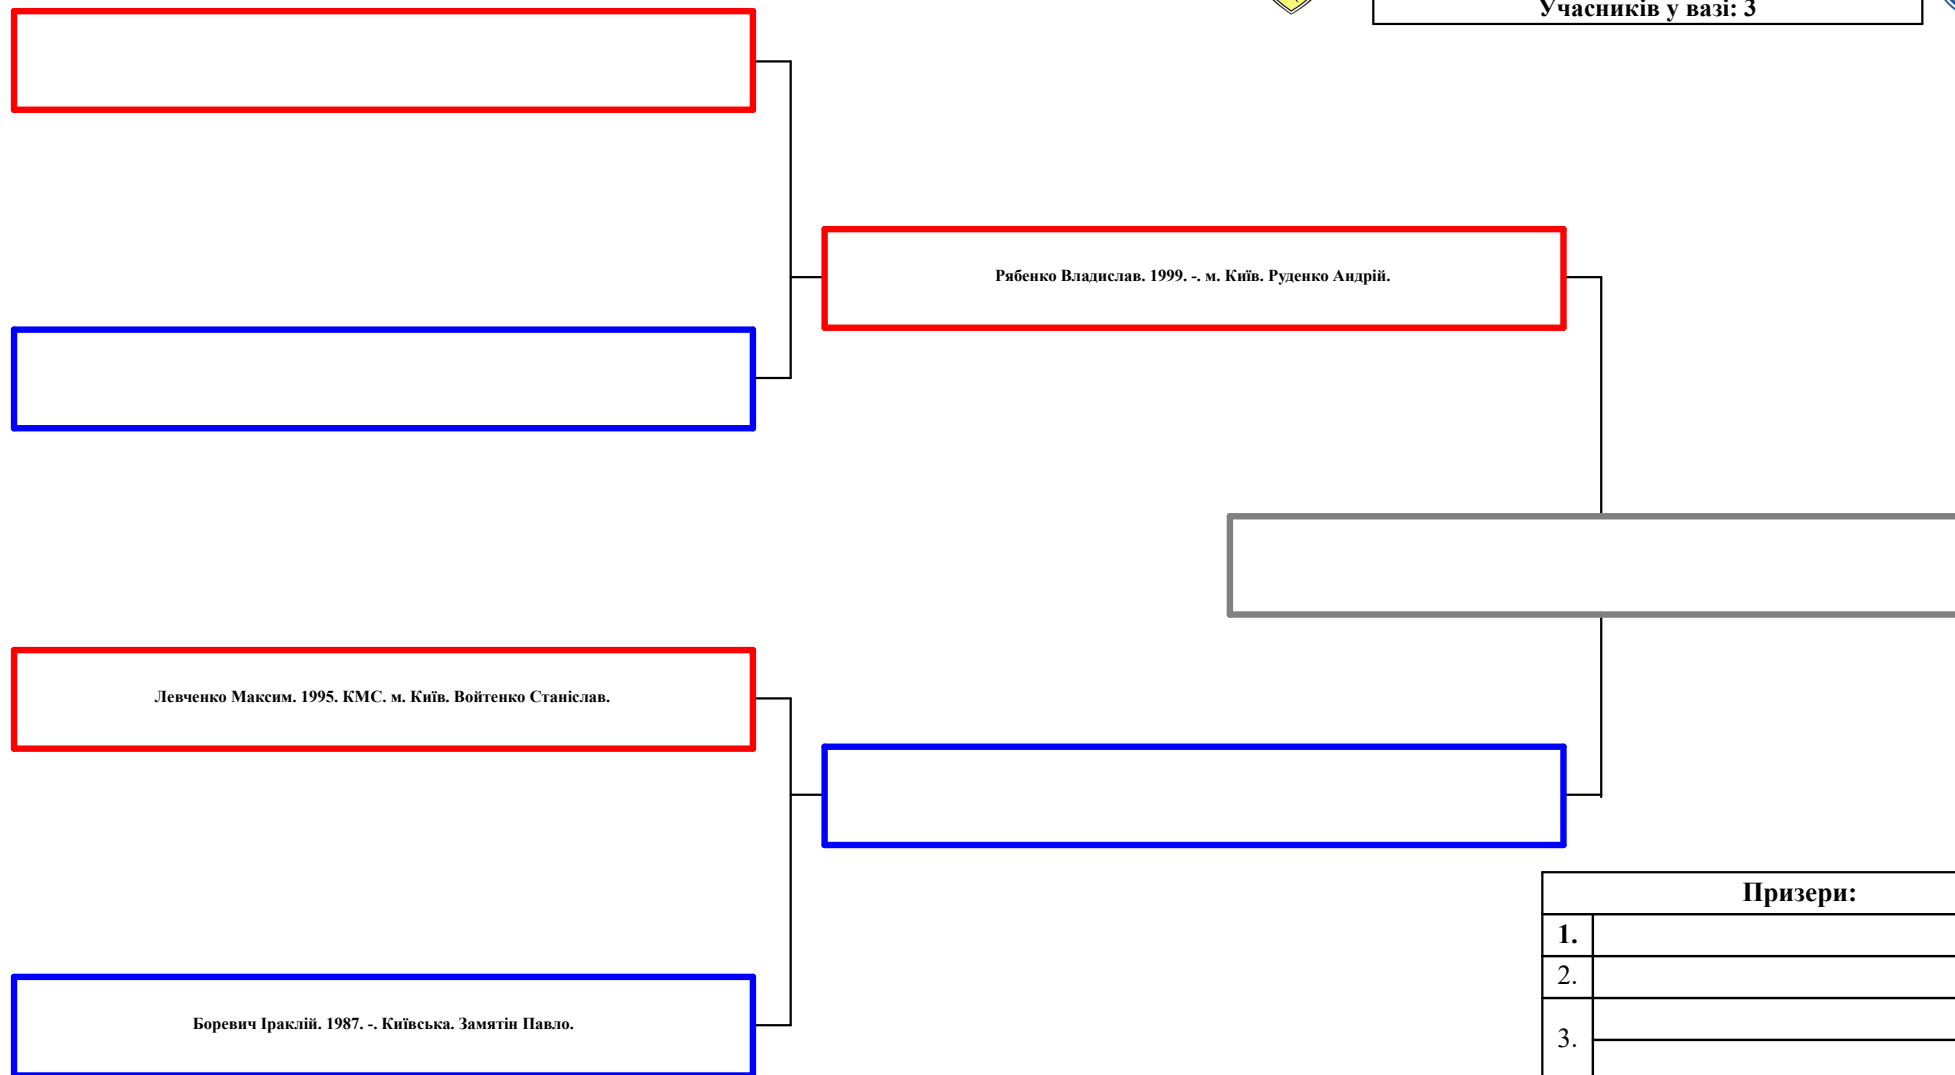 Учасників у вазі: 3
Рябенко Владислав. 1999. -. м. Київ. Руденко Андрій.
Левченко Максим. 1995. КМС. м. Київ. Войтенко Станіслав.
Боревич Іраклій. 1987. -. Київська. Замятін Павло.
Призери:
1.
2.
3.